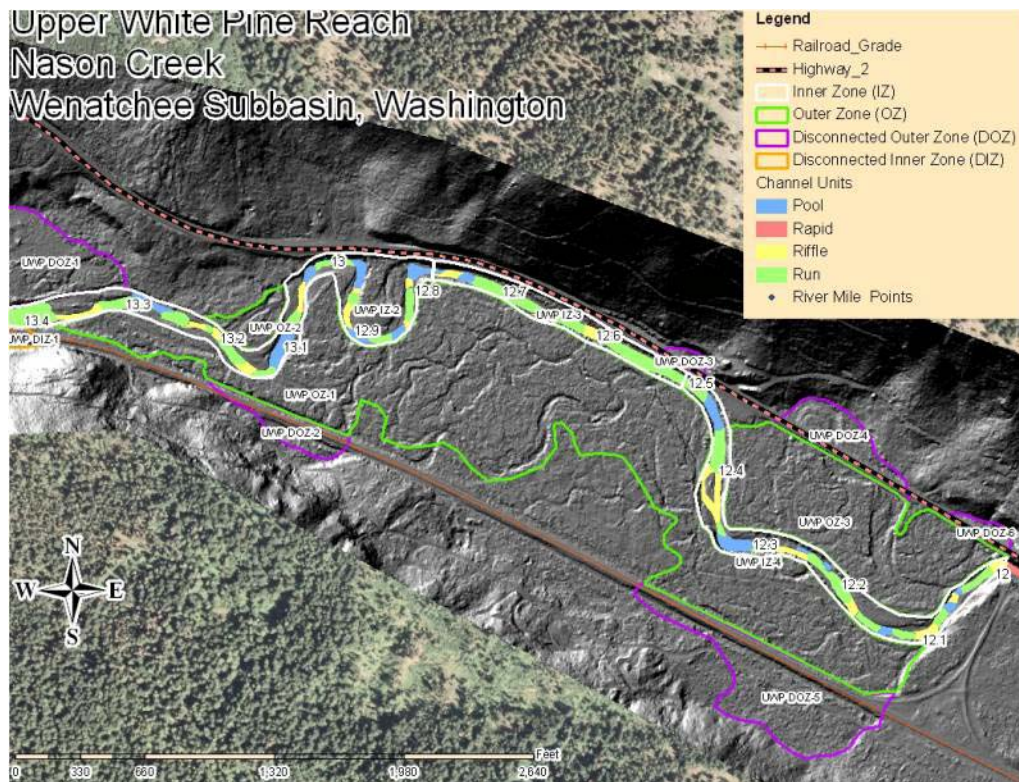 Upper White Pine Reach
Nason Creek
Wenatchee Subbasin, Washington
Legend
Railroad_Grade
Highway_2
Inner Zone (IZ)
Outer Zone (OZ)
Disconnected Outer Zone (DOZ)
Disconnected Inner Zone (DIZ)
Channel Units
Pool
Rapid
Riffle
Run
River Mile Points
UWP DOZ-1
13
12.8
12.7
UWP IZ-2
13.3
UWP IZ-3
13.4
UWP OZ-2
12.9
12.6
UWP DIZ-1
13.2
13.1
UWP DOZ-3
12.5
UWP OZ-1
UWP DOZ-2
UWP DOZ-4
12.4
UWP OZ-3
UWP DOZ-6
12.3
UWP IZ-4
12
12.2
12.1
UWP DOZ-5
N
W E
S
Feet
330 660 1,320 1,980 2,640